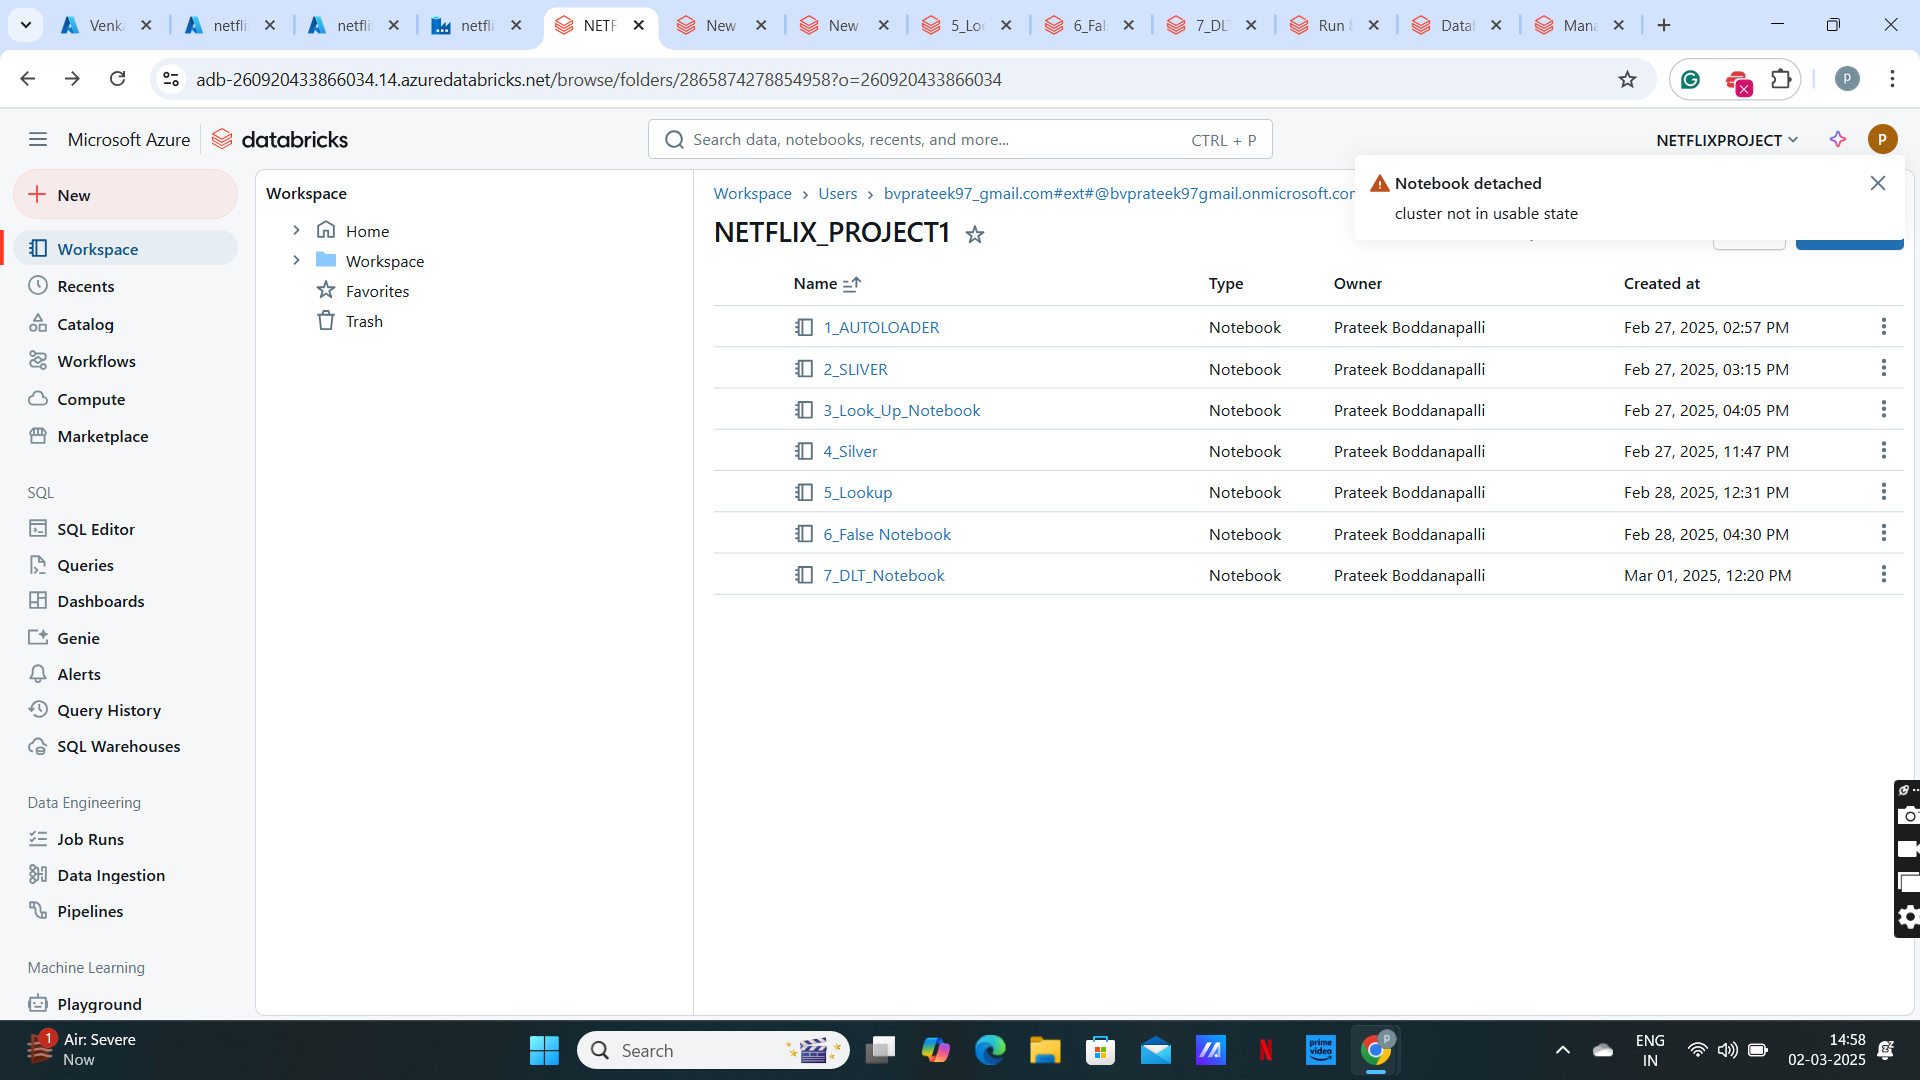 Venka
netfli
netfli
netfli
NETF
New
New
5_Loo
6_Fal
7_DL
Run &
Datal
Mana
adb-260920433866034.14.azuredatabricks.net/browse/folders/2865874278854958?o=260920433866034
P
Microsoft Azure
databricks
Search data, notebooks, recents, and more...
CTRL + P
NETFLIXPROJECT
P
Notebook detached
cluster not in usable state
New
Workspace
Recents
Catalog
Workflows
Compute
Marketplace
SQL
SQL Editor
Queries
Dashboards
Genie
Alerts
Query History
SQL Warehouses
Data Engineering
Job Runs
Data Ingestion
Pipelines
Machine Learning
Playground
Workspace
Home
Workspace
Favorites
Trash
Workspace > Users > bvprateek97_gmail.com#ext#@bvprateek97gmail.onmicrosoft.com
NETFLIX_PROJECT1
Name Type Owner Created at
1_AUTOLOADER Notebook Prateek Boddanapalli Feb 27, 2025, 02:57 PM
2_SLIVER Notebook Prateek Boddanapalli Feb 27, 2025, 03:15 PM
3_Look_Up_Notebook Notebook Prateek Boddanapalli Feb 27, 2025, 04:05 PM
4_Silver Notebook Prateek Boddanapalli Feb 27, 2025, 11:47 PM
5_Lookup Notebook Prateek Boddanapalli Feb 28, 2025, 12:31 PM
6_False Notebook Notebook Prateek Boddanapalli Feb 28, 2025, 04:30 PM
7_DLT_Notebook Notebook Prateek Boddanapalli Mar 01, 2025, 12:20 PM
1
Air: Severe
Now
Search
prime video
P
ENG
IN
14:58
02-03-2025